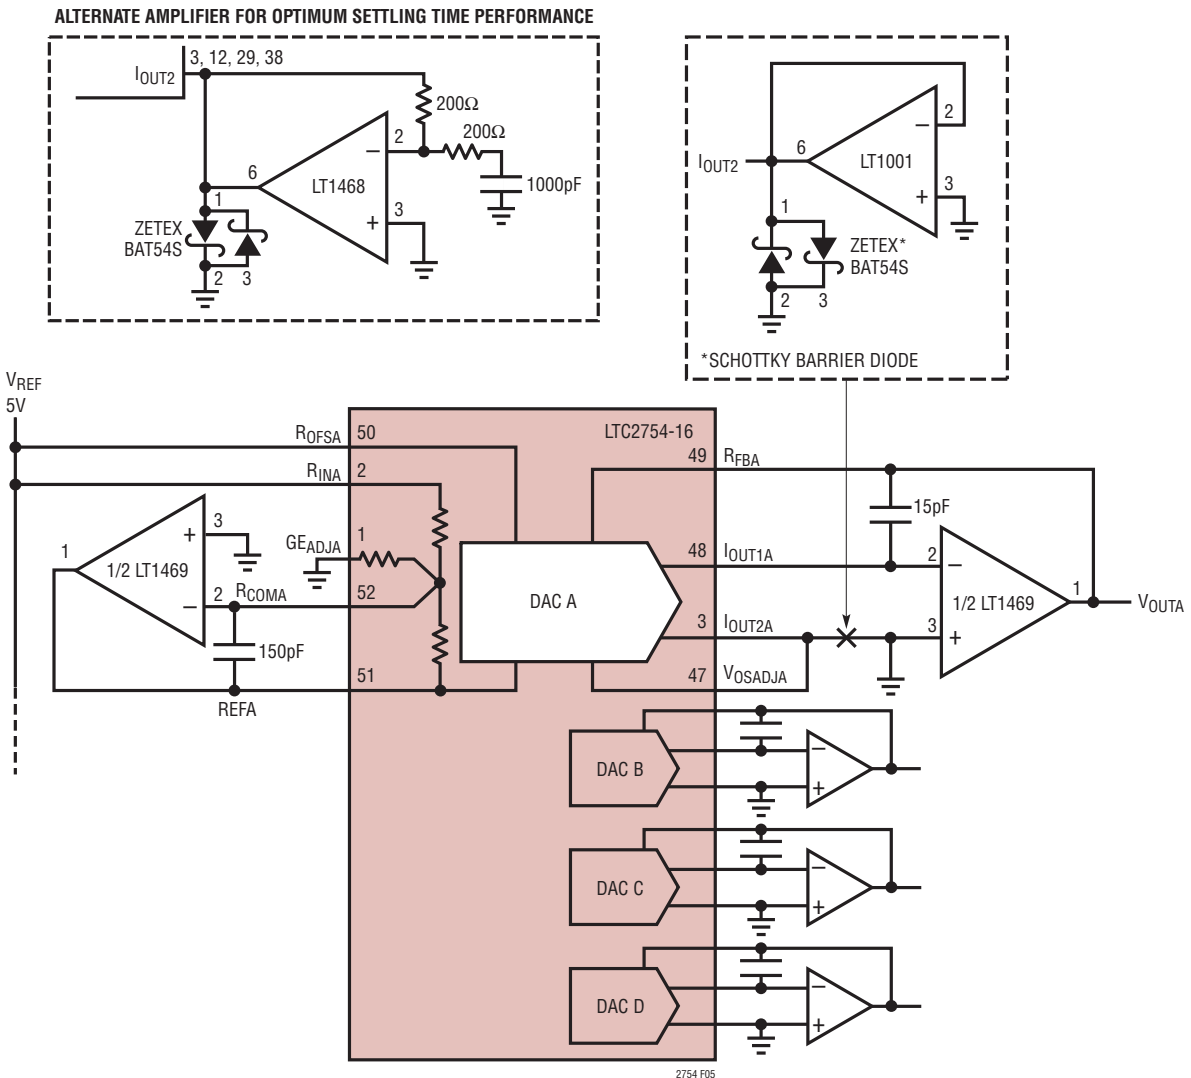 ALTERNATE AMPLIFIER FOR OPTIMUM SETTLING TIME PERFORMANCE
IOUT2
3, 12, 29, 38
200Ω
200Ω
1000pF
2
−
LT1468
6
+
3
1
ZETEX
BAT54S
2
3
IOUT2
6
2
−
LT1001
3
+
1
ZETEX*
BAT54S
2
3
*SCHOTTKY BARRIER DIODE
VREF
5V
ROFSA
50
RINA
2
GEADJA
1
RCOMA
52
51
REFA
150pF
1
3
+
1/2 LT1469
2
−
LTC2754-16
DAC A
49
RFBA
15pF
48
IOUT1A
2
−
1/2 LT1469
1
VOUTA
3
IOUT2A
3
+
47
VOSADJA
DAC B
−
+
DAC C
−
+
DAC D
−
+
2754 F05